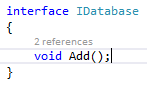 interface IDatabase
{
2 references
void Add();
}